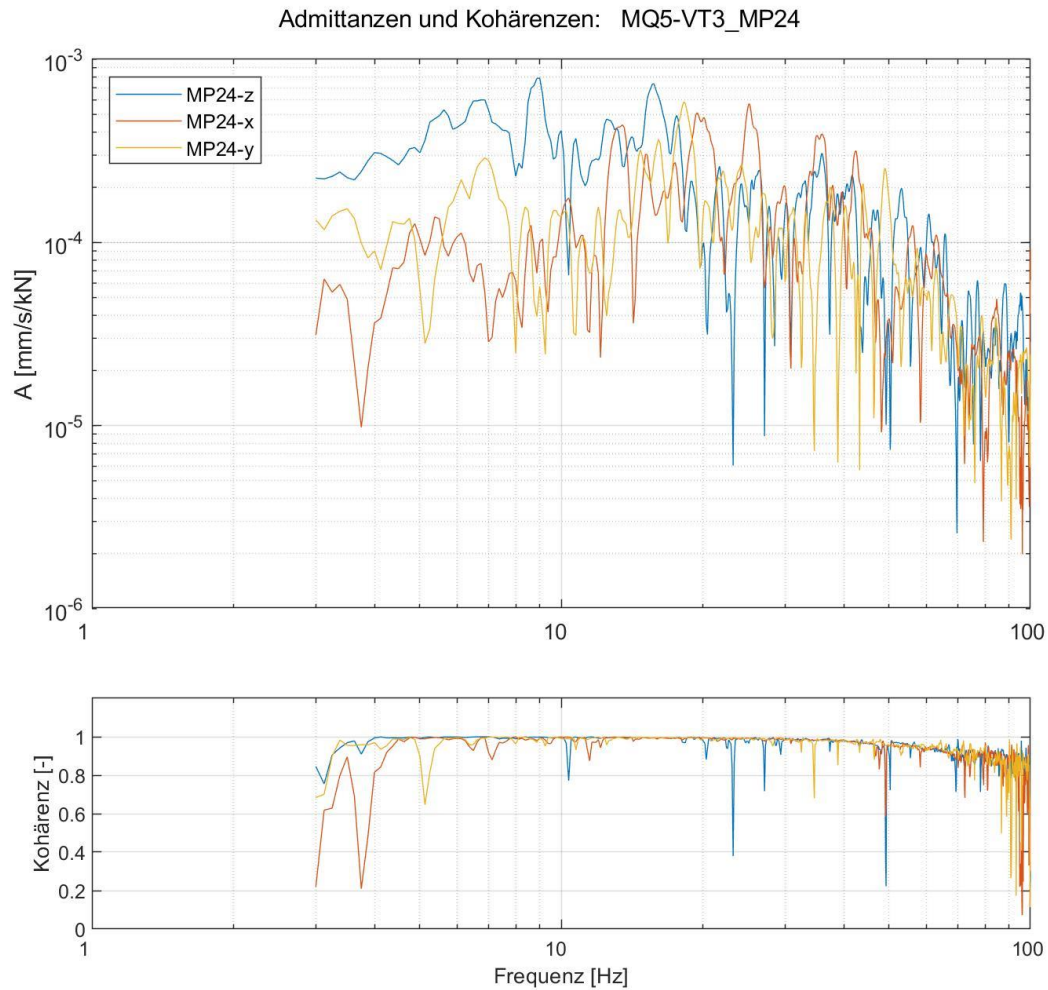 Admittanzen und Kohärenzen: MQ5-VT3_MP24
10-3
MP24-z
MP24-x
MP24-y
10-4
A [mm/s/kN]
10-5
10-6
1 10 100
1
0.8
0.6
0.4
0.2
0
Kohärenz [-]
1 10 100
Frequenz [Hz]